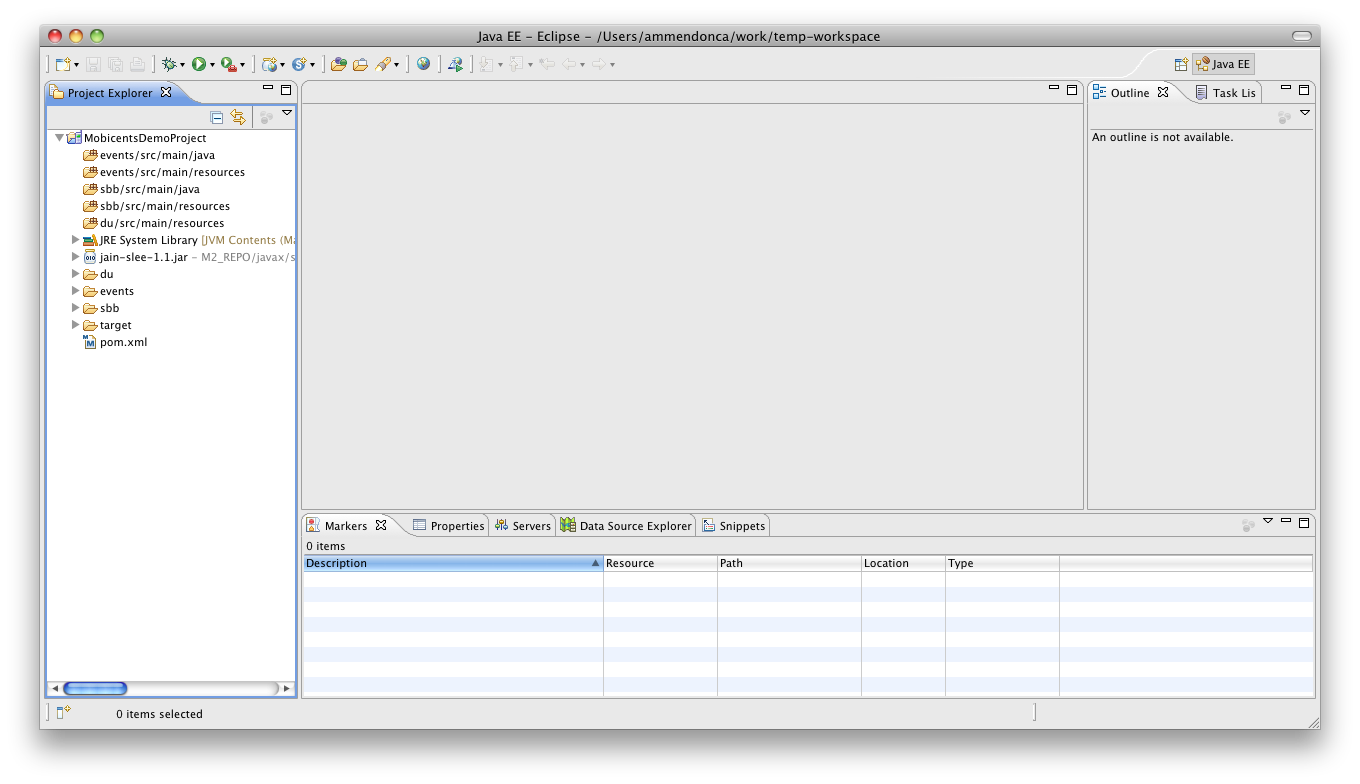 Java EE - Eclipse - /Users/ammendonca/work/temp-workspace
Java EE
Project Explorer
MobicentsDemoProject
events/src/main/java
events/src/main/resources
sbb/src/main/java
sbb/src/main/resources
du/src/main/resources
JRE System Library [JVM Contents (Ma
jain-slee-1.1.jar - M2_REPO/javax/s
du
events
sbb
target
pom.xml
Outline Task Lis
An outline is not available.
Markers Properties Servers Data Source Explorer Snippets
0 items
Description Resource Path Location Type
0 items selected